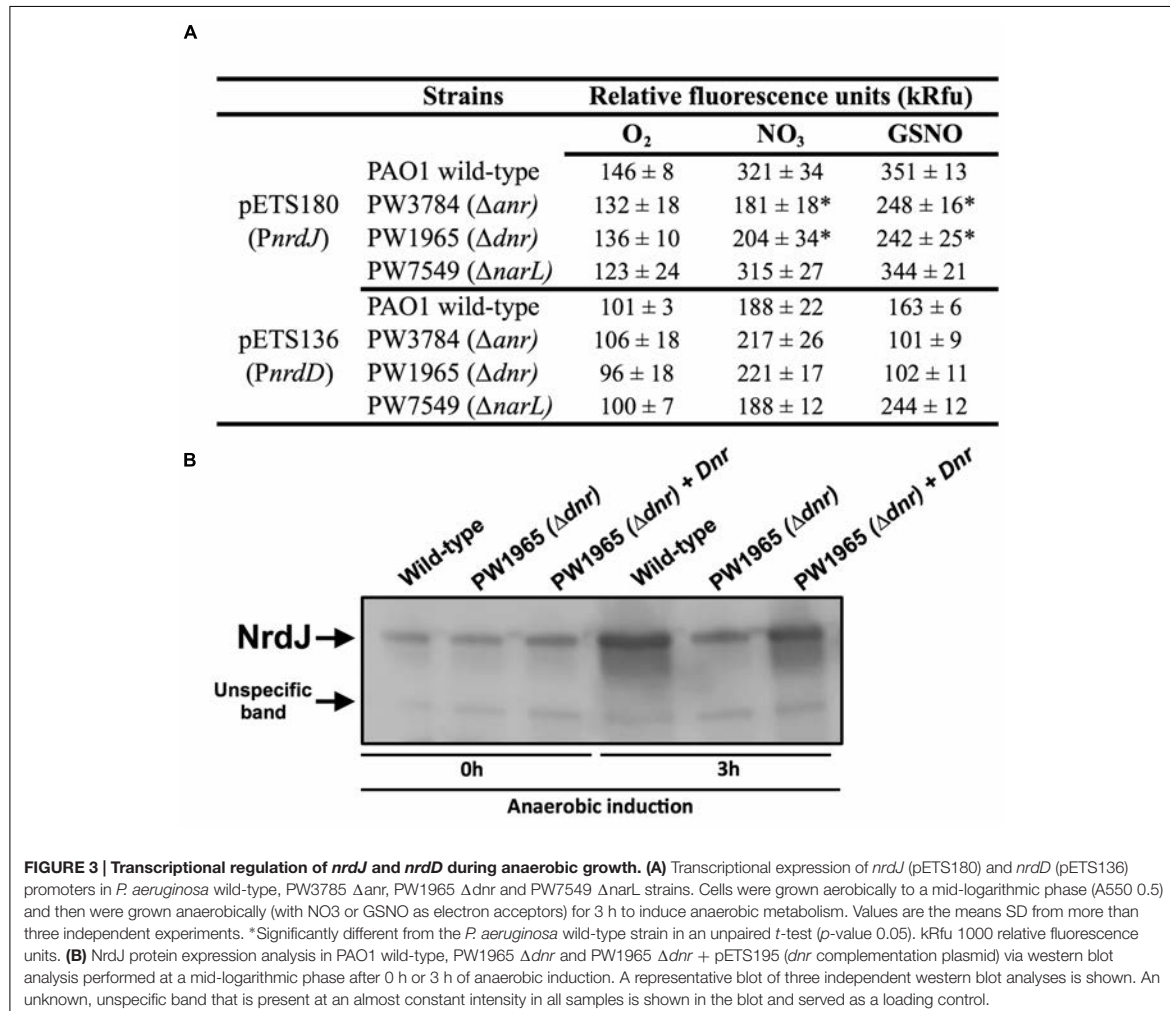 A
Strains Relative fluorescence units (kRfu)
O₂ NO₃ GSNO
PAO1 wild-type 146 ± 8 321 ± 34 351 ± 13
pETS180 PW3784 (Δanr) 132 ± 18 181 ± 18* 248 ± 16*
(PnrdJ) PW1965 (Δdnr) 136 ± 10 204 ± 34* 242 ± 25*
PW7549 (ΔnarL) 123 ± 24 315 ± 27 344 ± 21
PAO1 wild-type 101 ± 3 188 ± 22 163 ± 6
pETS136 PW3784 (Δanr) 106 ± 18 217 ± 26 101 ± 9
(PnrdD) PW1965 (Δdnr) 96 ± 18 221 ± 17 102 ± 11
PW7549 (ΔnarL) 100 ± 7 188 ± 12 244 ± 12
B
Wild-type
PW1965 (Δdnr)
PW1965 (Δdnr) + Dnr
Wild-type
PW1965 (Δdnr)
PW1965 (Δdnr) + Dnr
NrdJ
Unspecific
band
0h 3h
Anaerobic induction
FIGURE 3 | Transcriptional regulation of nrdJ and nrdD during anaerobic growth. (A) Transcriptional expression of nrdJ (pETS180) and nrdD (pETS136)
promoters in P. aeruginosa wild-type, PW3785 Δanr, PW1965 Δdnr and PW7549 ΔnarL strains. Cells were grown aerobically to a mid-logarithmic phase (A550 0.5)
and then were grown anaerobically (with NO3 or GSNO as electron acceptors) for 3 h to induce anaerobic metabolism. Values are the means SD from more than
three independent experiments. *Significantly different from the P. aeruginosa wild-type strain in an unpaired t-test (p-value 0.05). kRfu 1000 relative fluorescence
units. (B) NrdJ protein expression analysis in PAO1 wild-type, PW1965 Δdnr and PW1965 Δdnr + pETS195 (dnr complementation plasmid) via western blot
analysis performed at a mid-logarithmic phase after 0 h or 3 h of anaerobic induction. A representative blot of three independent western blot analyses is shown. An
unknown, unspecific band that is present at an almost constant intensity in all samples is shown in the blot and served as a loading control.